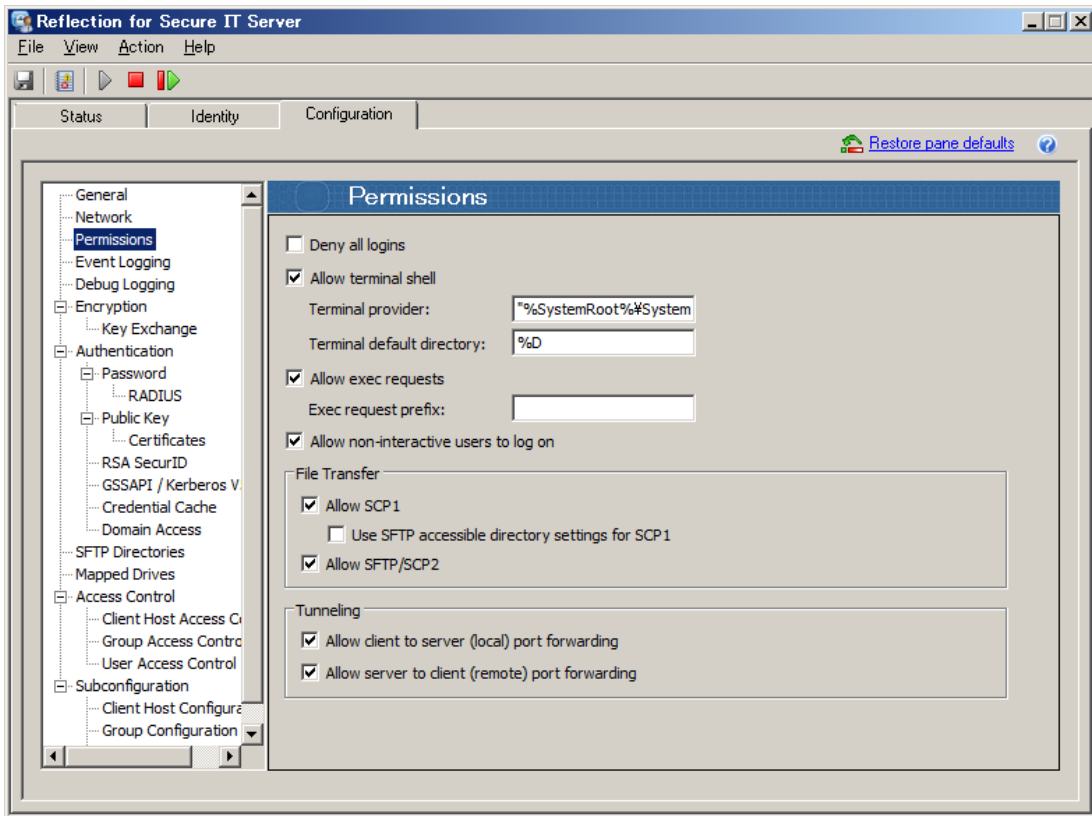 Reflection for Secure IT Server
File View Action Help
Status Identity Configuration
Restore pane defaults
General
Network
Permissions
Event Logging
Debug Logging
Encryption
Key Exchange
Authentication
Password
RADIUS
Public Key
Certificates
RSA SecurID
GSSAPI / Kerberos V
Credential Cache
Domain Access
SFTP Directories
Mapped Drives
Access Control
Client Host Access C
Group Access Contro
User Access Control
Subconfiguration
Client Host Configura
Group Configuration
Permissions
Deny all logins
Allow terminal shell
Terminal provider: "%SystemRoot%¥System
Terminal default directory: %D
Allow exec requests
Exec request prefix:
Allow non-interactive users to log on
File Transfer
Allow SCP1
Use SFTP accessible directory settings for SCP1
Allow SFTP/SCP2
Tunneling
Allow client to server (local) port forwarding
Allow server to client (remote) port forwarding